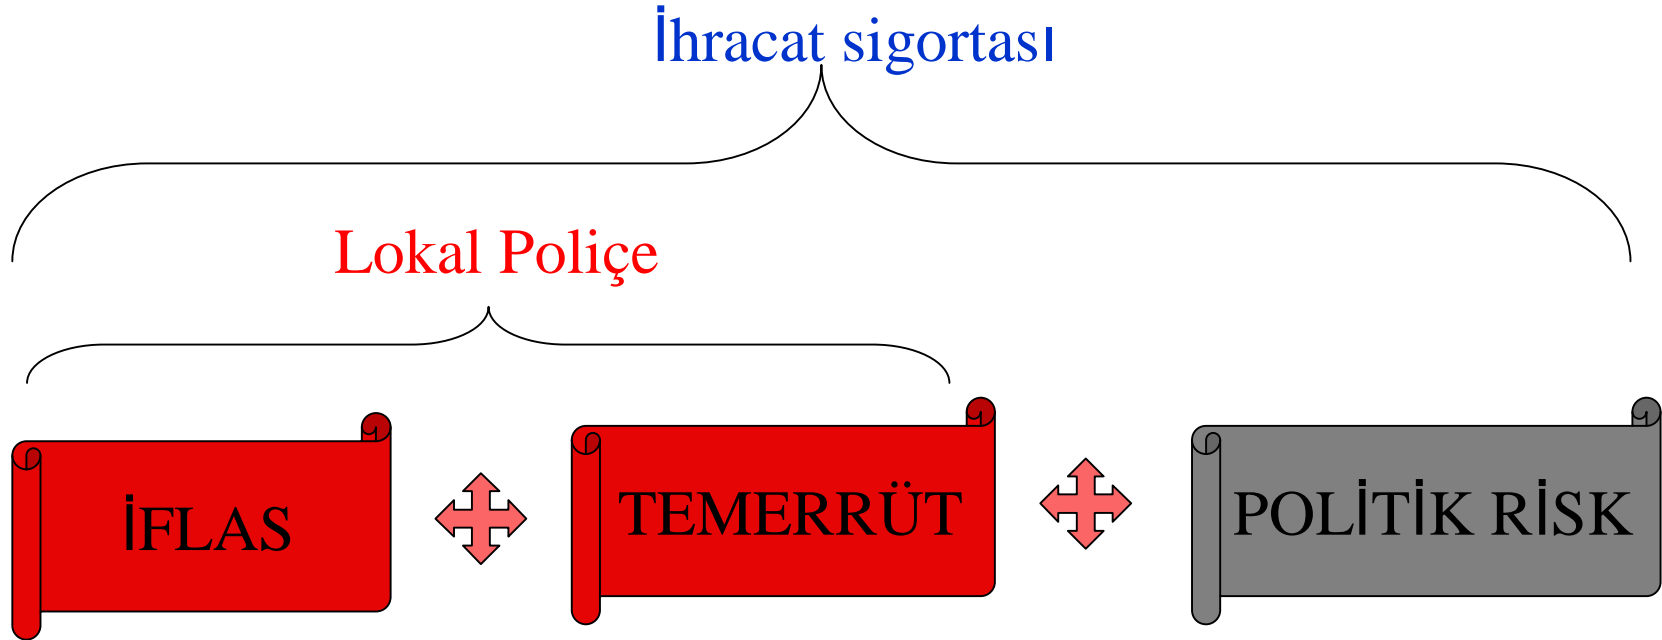 İhracat sigortası
Lokal Poliçe
İFLAS
TEMERRÜT
POLİTİK RİSK